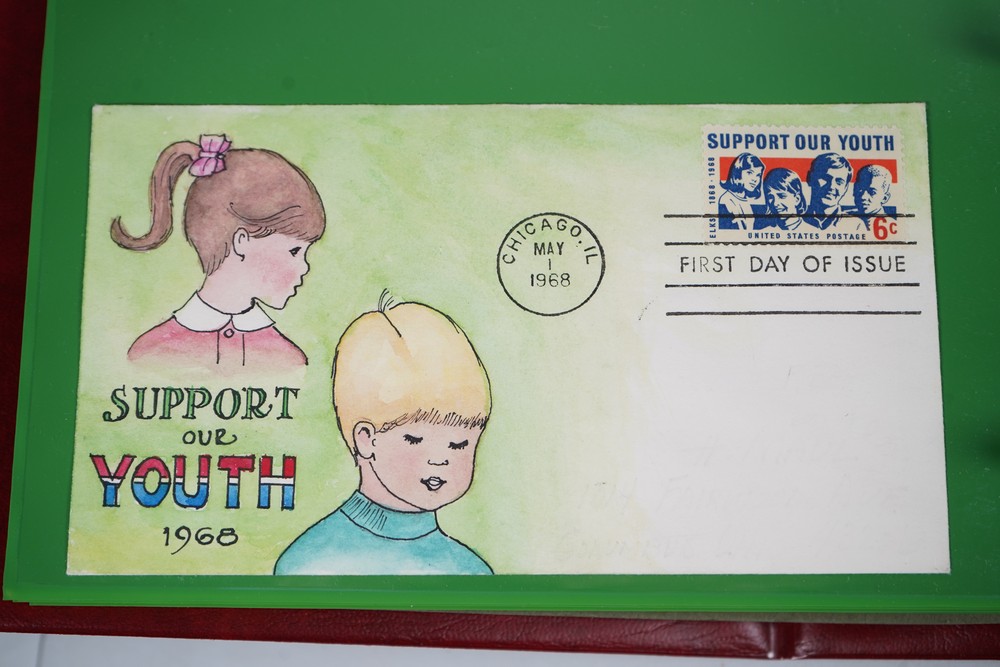 SUPPORT OUR YOUTH
ELKS 1868-1968
UNITED STATES POSTAGE 6c
CHICAGO, IL
MAY
1
1968
FIRST DAY OF ISSUE
SUPPORT
OUR
YOUTH
1968